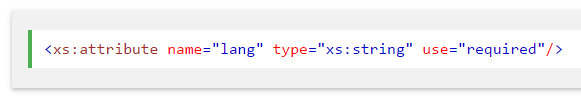 <xs:attribute name="lang" type="xs:string" use="required"/>